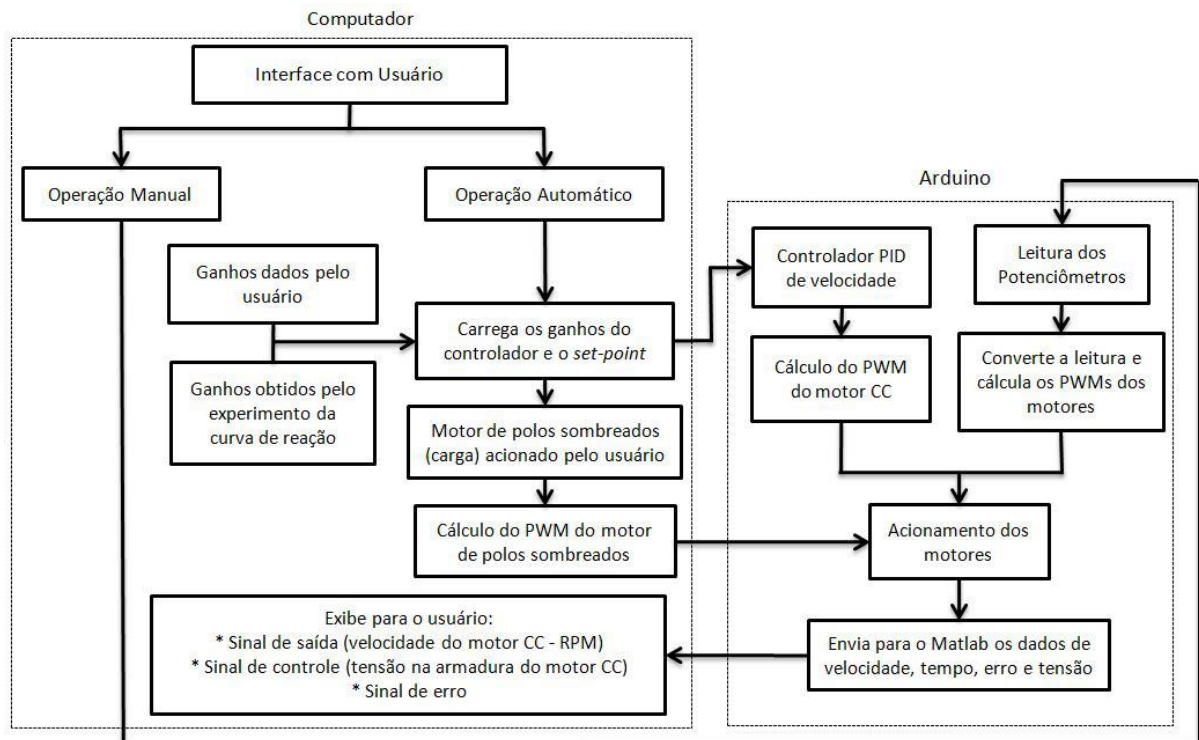 Computador
Interface com Usuário
Operação Manual
Operação Automático
Ganhos dados pelo
usuário
Ganhos obtidos pelo
experimento da
curva de reação
Carrega os ganhos do
controlador e o set-point
Motor de polos sombreados
(carga) acionado pelo usuário
Cálculo do PWM do motor
de polos sombreados
Exibe para o usuário:
* Sinal de saída (velocidade do motor CC - RPM)
* Sinal de controle (tensão na armadura do motor CC)
* Sinal de erro
Arduino
Controlador PID
de velocidade
Cálculo do PWM
do motor CC
Leitura dos
Potenciômetros
Converte a leitura e
cálcula os PWMs dos
motores
Acionamento dos
motores
Envia para o Matlab os dados de
velocidade, tempo, erro e tensão